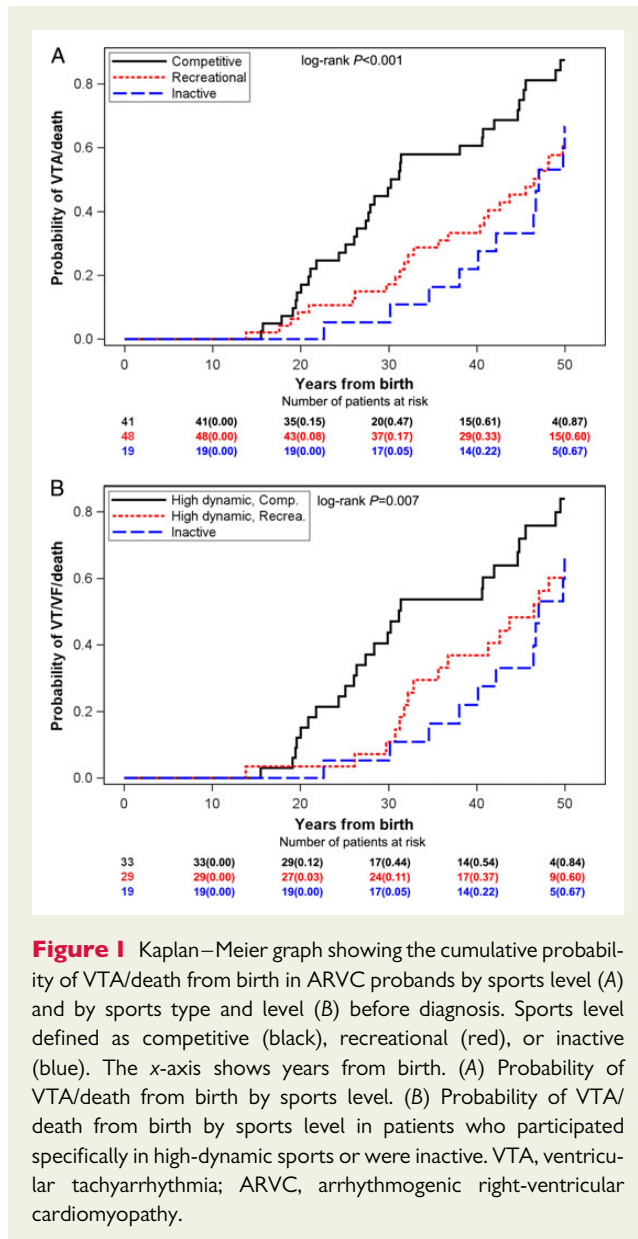 A
Competitive
Recreational
Inactive
log-rank P<0.001
Probability of VTA/death
0.8
0.6
0.4
0.2
0.0
0 10 20 30 40 50
Years from birth
Number of patients at risk
41 41(0.00) 35(0.15) 20(0.47) 15(0.61) 4(0.87)
48 48(0.00) 43(0.08) 37(0.17) 29(0.33) 15(0.60)
19 19(0.00) 19(0.00) 17(0.05) 14(0.22) 5(0.67)
B
High dynamic, Comp.
High dynamic, Recrea.
Inactive
log-rank P=0.007
Probability of VT/VF/death
0.8
0.6
0.4
0.2
0.0
0 10 20 30 40 50
Years from birth
Number of patients at risk
33 33(0.00) 29(0.12) 17(0.44) 14(0.54) 4(0.84)
29 29(0.00) 27(0.03) 24(0.11) 17(0.37) 9(0.60)
19 19(0.00) 19(0.00) 17(0.05) 14(0.22) 5(0.67)
Figure 1 Kaplan–Meier graph showing the cumulative probabil-
ity of VTA/death from birth in ARVC probands by sports level (A)
and by sports type and level (B) before diagnosis. Sports level
defined as competitive (black), recreational (red), or inactive
(blue). The x-axis shows years from birth. (A) Probability of
VTA/death from birth by sports level. (B) Probability of VTA/
death from birth by sports level in patients who participated
specifically in high-dynamic sports or were inactive. VTA, ventricu-
lar tachyarrhythmia; ARVC, arrhythmogenic right-ventricular
cardiomyopathy.